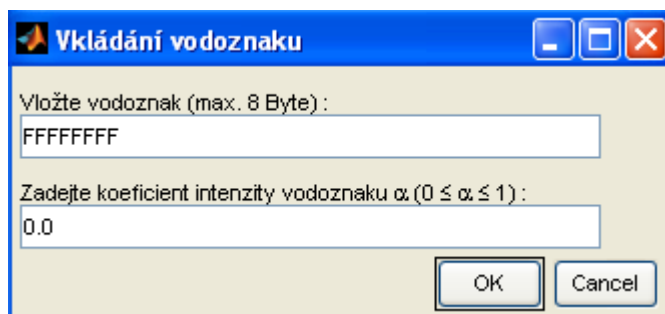 Vkládání vodoznaku
Vložte vodoznak (max. 8 Byte) :
FFFFFFFF
Zadejte koeficient intenzity vodoznaku α (0 ≤ α ≤ 1) :
0.0
OK Cancel